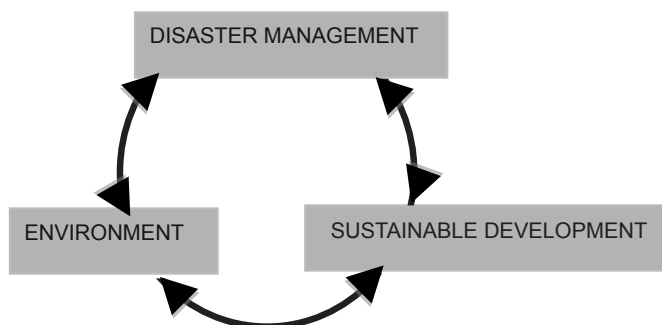 DISASTER MANAGEMENT
ENVIRONMENT
SUSTAINABLE DEVELOPMENT